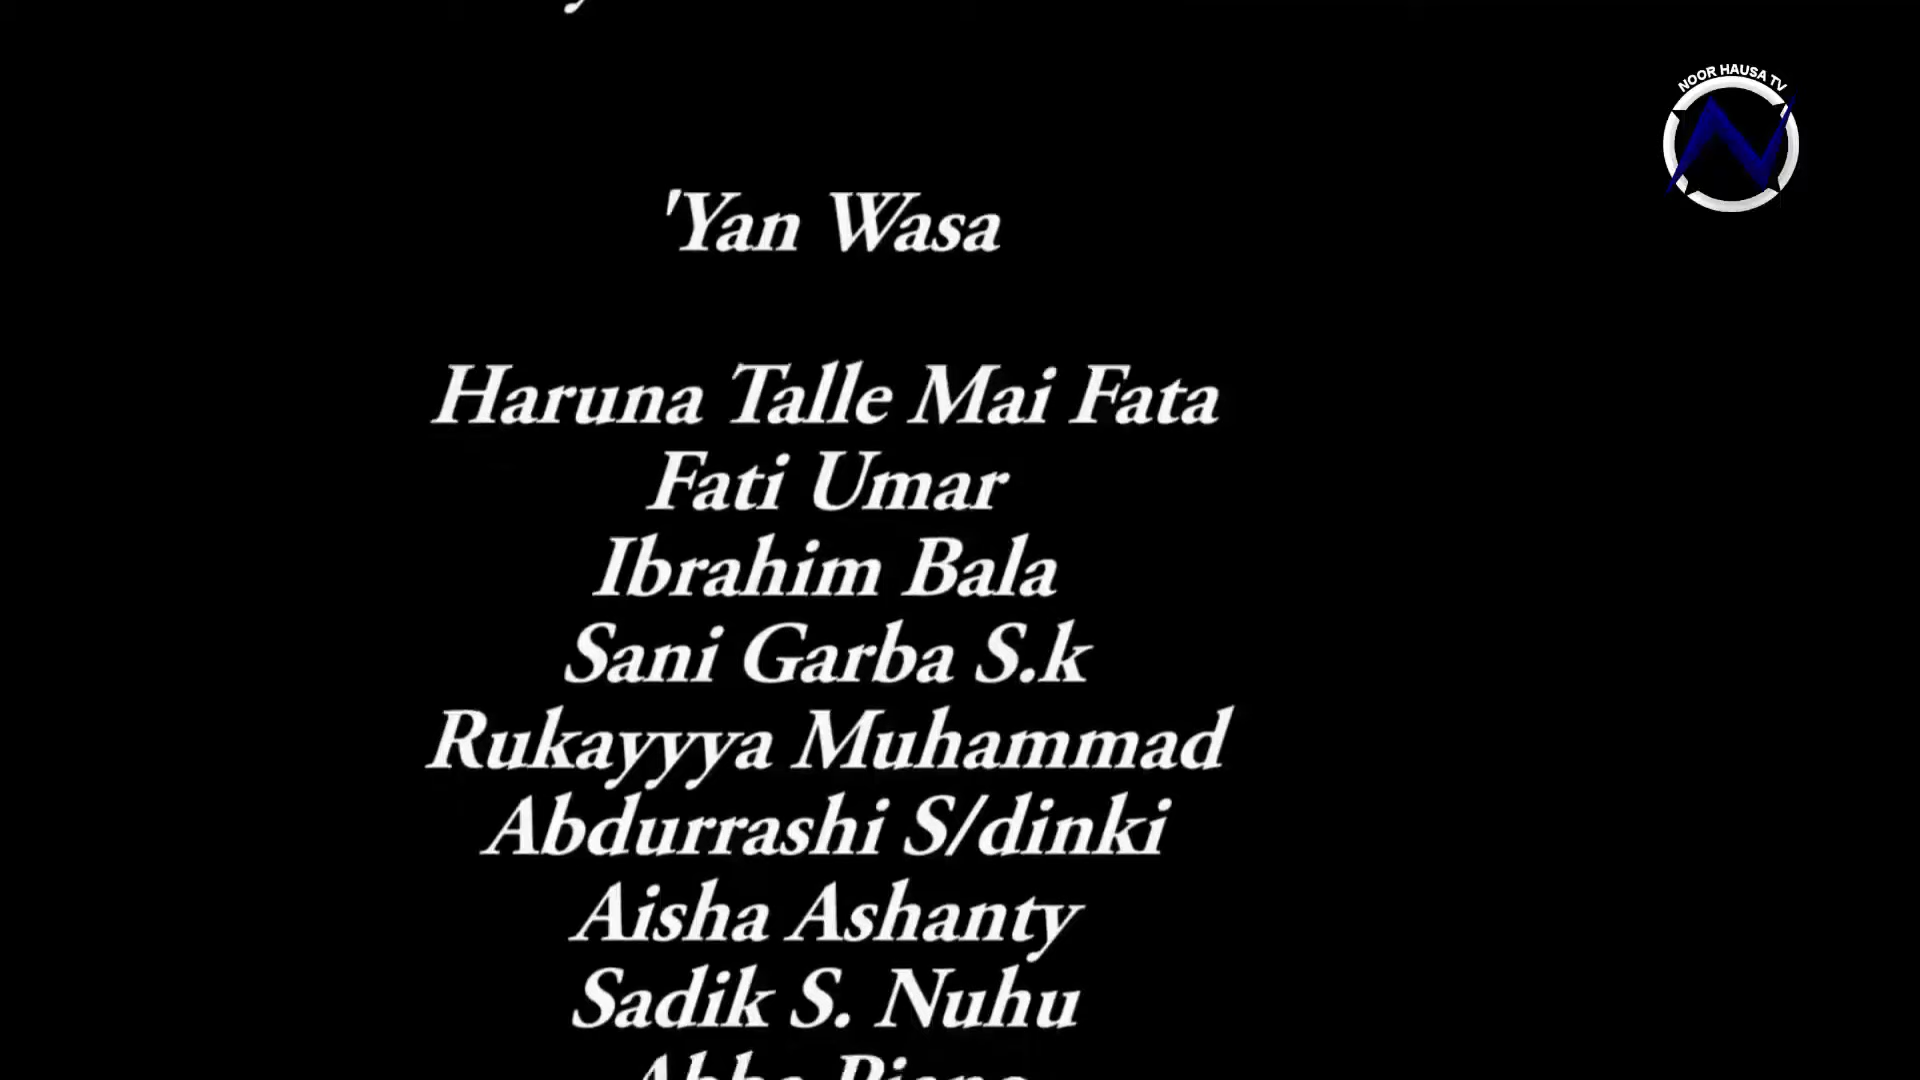 NOOR HAUSA TV
'Yan Wasa
Haruna Talle Mai Fata
Fati Umar
Ibrahim Bala
Sani Garba S.k
Rukayyya Muhammad
Abdurrashi S/dinki
Aisha Ashanty
Sadik S. Nuhu